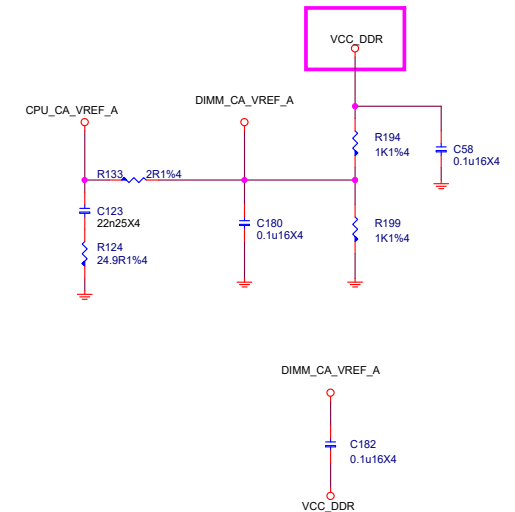 VCC_DDR
DIMM_CA_VREF_A
CPU_CA_VREF_A
R194
1K1%4
C58
0.1u16X4
R133
2R1%4
C123
22n25X4
C180
0.1u16X4
R199
1K1%4
R124
24.9R1%4
DIMM_CA_VREF_A
C182
0.1u16X4
VCC_DDR